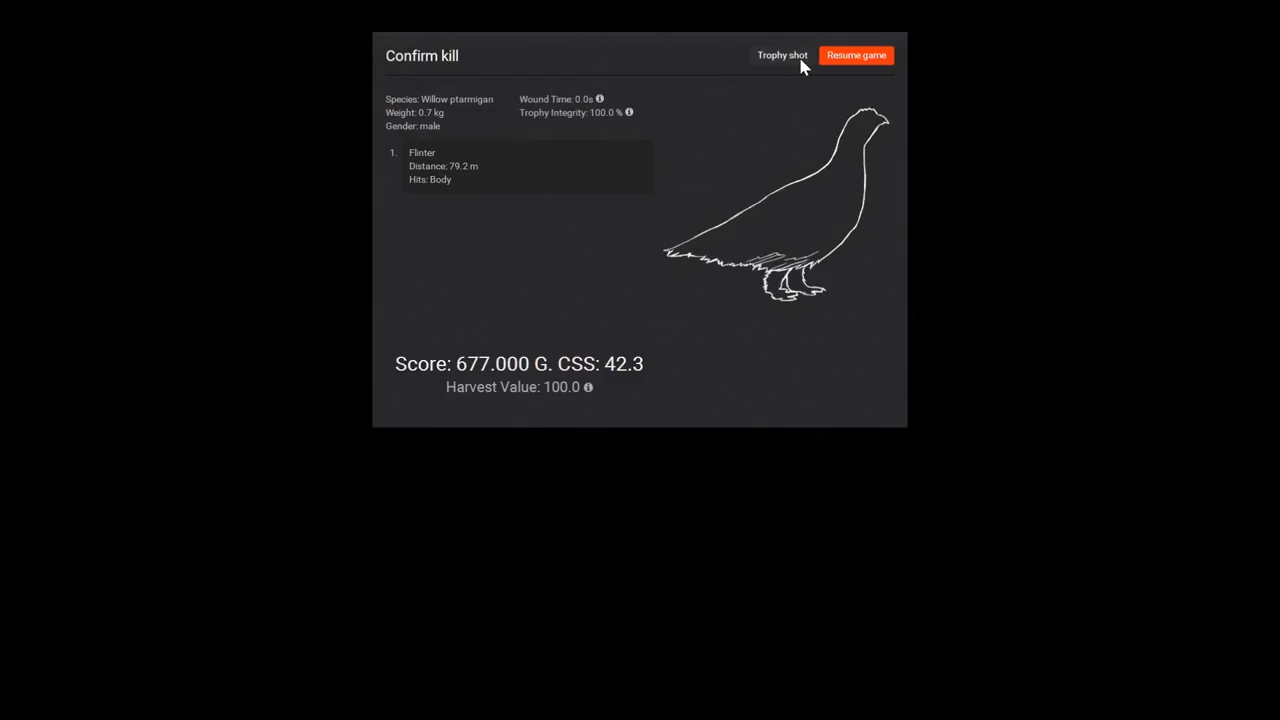 Confirm kill
Trophy shot
Resume game
Species: Willow ptarmigan
Weight: 0.7 kg
Gender: male
Wound Time: 0.0s
Trophy Integrity: 100.0 %
1.
Flinter
Distance: 79.2 m
Hits: Body
Score: 677.000 G. CSS: 42.3
Harvest Value: 100.0